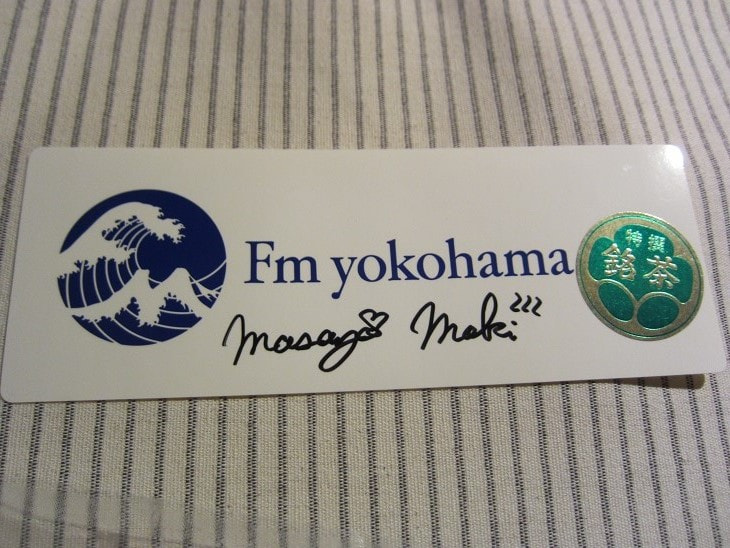 Fm yokohama
masago maki
特選
銘茶